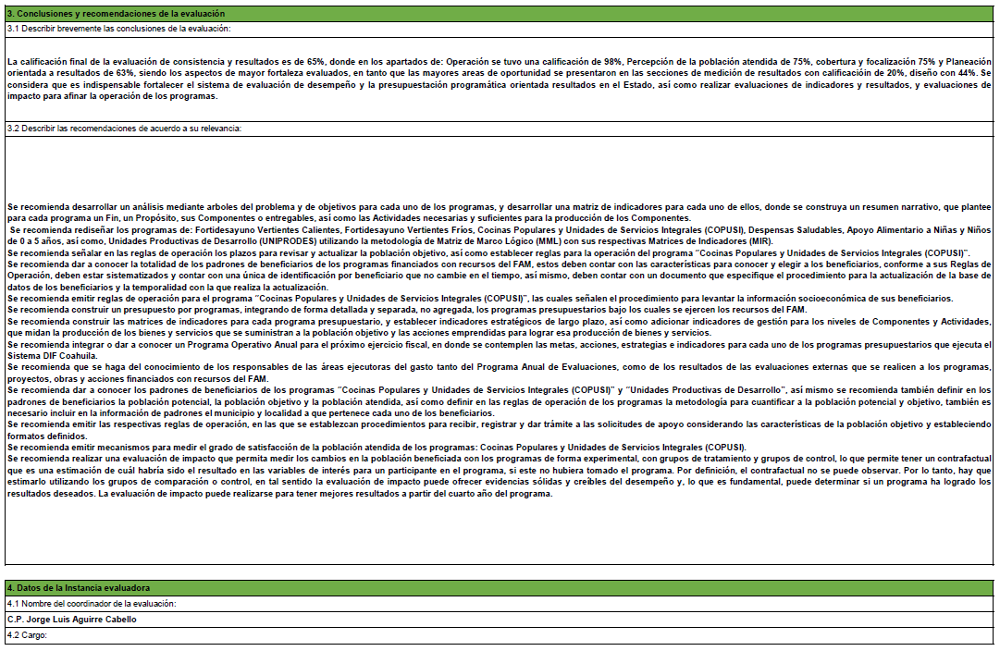 3. Conclusiones y recomendaciones de la evaluación
3.1 Describir brevemente las conclusiones de la evaluación:
La calificación final de la evaluación de consistencia y resultados es de 65%, donde en los apartados de: Operación se tuvo una calificación de 98%, Percepción de la población atendida de 75%, cobertura y focalización 75% y Planeación
orientada a resultados de 63%, siendo los aspectos de mayor fortaleza evaluados, en tanto que las mayores areas de oportunidad se presentaron en las secciones de medición de resultados con calificacióin de 20%, diseño con 44%. Se
considera que es indispensable fortalecer el sistema de evaluación de desempeño y la presupuestación programática orientada resultados en el Estado, así como realizar evaluaciones de indicadores y resultados, y evaluaciones de
impacto para afinar la operación de los programas.
3.2 Describir las recomendaciones de acuerdo a su relevancia:
Se recomienda desarrollar un análisis mediante arboles del problema y de objetivos para cada uno de los programas, y desarrollar una matriz de indicadores para cada uno de ellos, donde se construya un resumen narrativo, que plantee
para cada programa un Fin, un Propósito, sus Componentes o entregables, así como las Actividades necesarias y suficientes para la producción de los Componentes.
Se recomienda rediseñar los programas de: Fortidesayuno Vertientes Calientes, Fortidesayuno Vertientes Fríos, Cocinas Populares y Unidades de Servicios Integrales (COPUSI), Despensas Saludables, Apoyo Alimentario a Niñas y Niños
de 0 a 5 años, así como, Unidades Productivas de Desarrollo (UNIPRODES) utilizando la metodología de Matriz de Marco Lógico (MML) con sus respectivas Matrices de Indicadores (MIR).
Se recomienda señalar en las reglas de operación los plazos para revisar y actualizar la población objetivo, así como establecer reglas para la operación del programa “Cocinas Populares y Unidades de Servicios Integrales (COPUSI)”.
Se recomienda dar a conocer la totalidad de los padrones de beneficiarios de los programas financiados con recursos del FAM, estos deben contar con las características para conocer y elegir a los beneficiarios, conforme a sus Reglas de
Operación, deben estar sistematizados y contar con una única de identificación por beneficiario que no cambie en el tiempo, así mismo, deben contar con un documento que especifique el procedimiento para la actualización de la base de
datos de los beneficiarios y la temporalidad con la que realiza la actualización.
Se recomienda emitir reglas de operación para el programa “Cocinas Populares y Unidades de Servicios Integrales (COPUSI)”, las cuales señalen el procedimiento para levantar la información socioeconómica de sus beneficiarios.
Se recomienda construir un presupuesto por programas, integrando de forma detallada y separada, no agregada, los programas presupuestarios bajo los cuales se ejercen los recursos del FAM.
Se recomienda construir las matrices de indicadores para cada programa presupuestario, y establecer indicadores estratégicos de largo plazo, así como adicionar indicadores de gestión para los niveles de Componentes y Actividades,
que midan la producción de los bienes y servicios que se suministran a la población objetivo y las acciones emprendidas para lograr esa producción de bienes y servicios.
Se recomienda integrar o dar a conocer un Programa Operativo Anual para el próximo ejercicio fiscal, en donde se contemplen las metas, acciones, estrategias e indicadores para cada uno de los programas presupuestarios que ejecuta el
Sistema DIF Coahuila.
Se recomienda que se haga del conocimiento de los responsables de las áreas ejecutoras del gasto tanto del Programa Anual de Evaluaciones, como de los resultados de las evaluaciones externas que se realicen a los programas,
proyectos, obras y acciones financiados con recursos del FAM.
Se recomienda dar a conocer los padrones de beneficiarios de los programas “Cocinas Populares y Unidades de Servicios Integrales (COPUSI)” y “Unidades Productivas de Desarrollo”, así mismo se recomienda también definir en los
padrones de beneficiarios la población potencial, la población objetivo y la población atendida, así como definir en las reglas de operación de los programas la metodología para cuantificar a la población potencial y objetivo, también es
necesario incluir en la información de padrones el municipio y localidad a que pertenece cada uno de los beneficiarios.
Se recomienda emitir las respectivas reglas de operación, en las que se establezcan procedimientos para recibir, registrar y dar trámite a las solicitudes de apoyo considerando las características de la población objetivo y estableciendo
formatos definidos.
Se recomienda emitir mecanismos para medir el grado de satisfacción de la población atendida de los programas: Cocinas Populares y Unidades de Servicios Integrales (COPUSI).
Se recomienda realizar una evaluación de impacto que permita medir los cambios en la población beneficiada con los programas de forma experimental, con grupos de tratamiento y grupos de control, lo que permite tener un contrafactual
que es una estimación de cuál habría sido el resultado en las variables de interés para un participante en el programa, si este no hubiera tomado el programa. Por definición, el contrafactual no se puede observar. Por lo tanto, hay que
estimarlo utilizando los grupos de comparación o control, en tal sentido la evaluación de impacto puede ofrecer evidencias sólidas y creíbles del desempeño y, lo que es fundamental, puede determinar si un programa ha logrado los
resultados deseados. La evaluación de impacto puede realizarse para tener mejores resultados a partir del cuarto año del programa.
4. Datos de la Instancia evaluadora
4.1 Nombre del coordinador de la evaluación:
C.P. Jorge Luis Aguirre Cabello
4.2 Cargo: